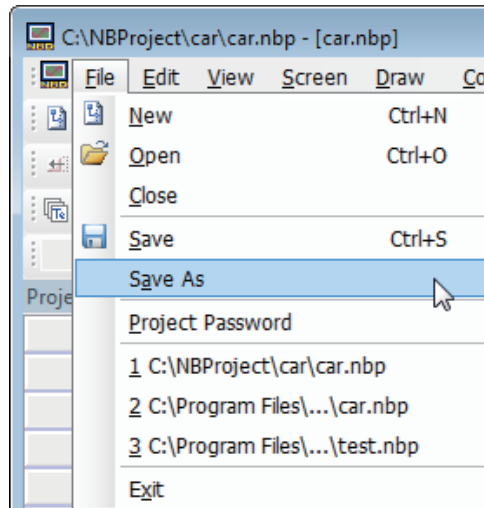 C:\NBProject\car\car.nbp - [car.nbp]
File Edit View Screen Draw Co
New Ctrl+N
Open Ctrl+O
Close
Save Ctrl+S
Save As
Proje
Project Password
1 C:\NBProject\car\car.nbp
2 C:\Program Files\...\car.nbp
3 C:\Program Files\...\test.nbp
Exit